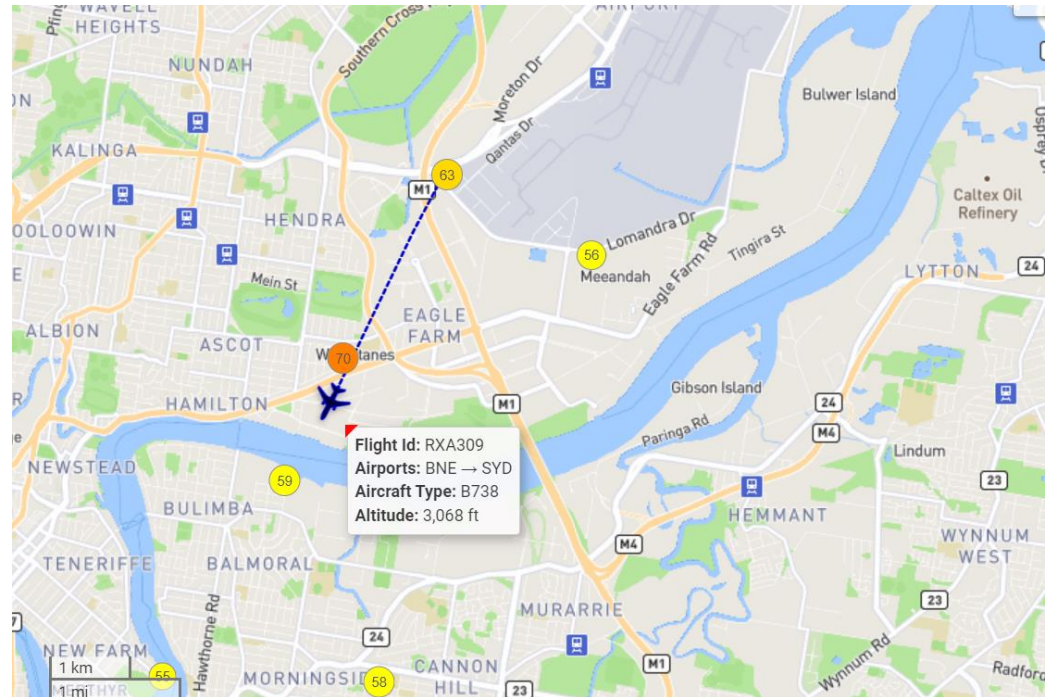 WAVELL
HEIGHTS
Southern Cross
AIRPORT
NUNDAH
Moreton Dr
Bulwer Island
Qantas Dr
KALINGA
63
M1
Caltex Oil
Refinery
HENDRA
56
Lomandra Dr
Meeandah
Tingira St
Eagle Farm Rd
LYTTON
24
Mein St
ALBION
ASCOT
EAGLE
FARM
70
HAMILTON
M1
Gibson Island
24
M4
Paringa Rd
Lindum
Flight Id: RXA309
Airports: BNE → SYD
Aircraft Type: B738
Altitude: 3,068 ft
NEWSTEAD
59
23
BULIMBA
HEMMANT
M4
WYNNUM
WEST
TENERIFFE
BALMORAL
23
MURARRIE
Hawthorne Rd
24
NEW FARM
M1
Wynnum Rd
Radford
1 km
55
MORNINGSID
58
CANNON
HILL
23
1 mi